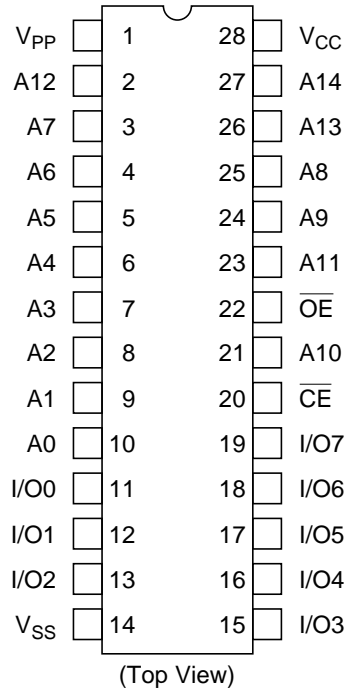 VPP 1 28 VCC
A12 2 27 A14
A7 3 26 A13
A6 4 25 A8
A5 5 24 A9
A4 6 23 A11
A3 7 22 O̅E̅
A2 8 21 A10
A1 9 20 C̅E̅
A0 10 19 I/O7
I/O0 11 18 I/O6
I/O1 12 17 I/O5
I/O2 13 16 I/O4
VSS 14 15 I/O3
(Top View)